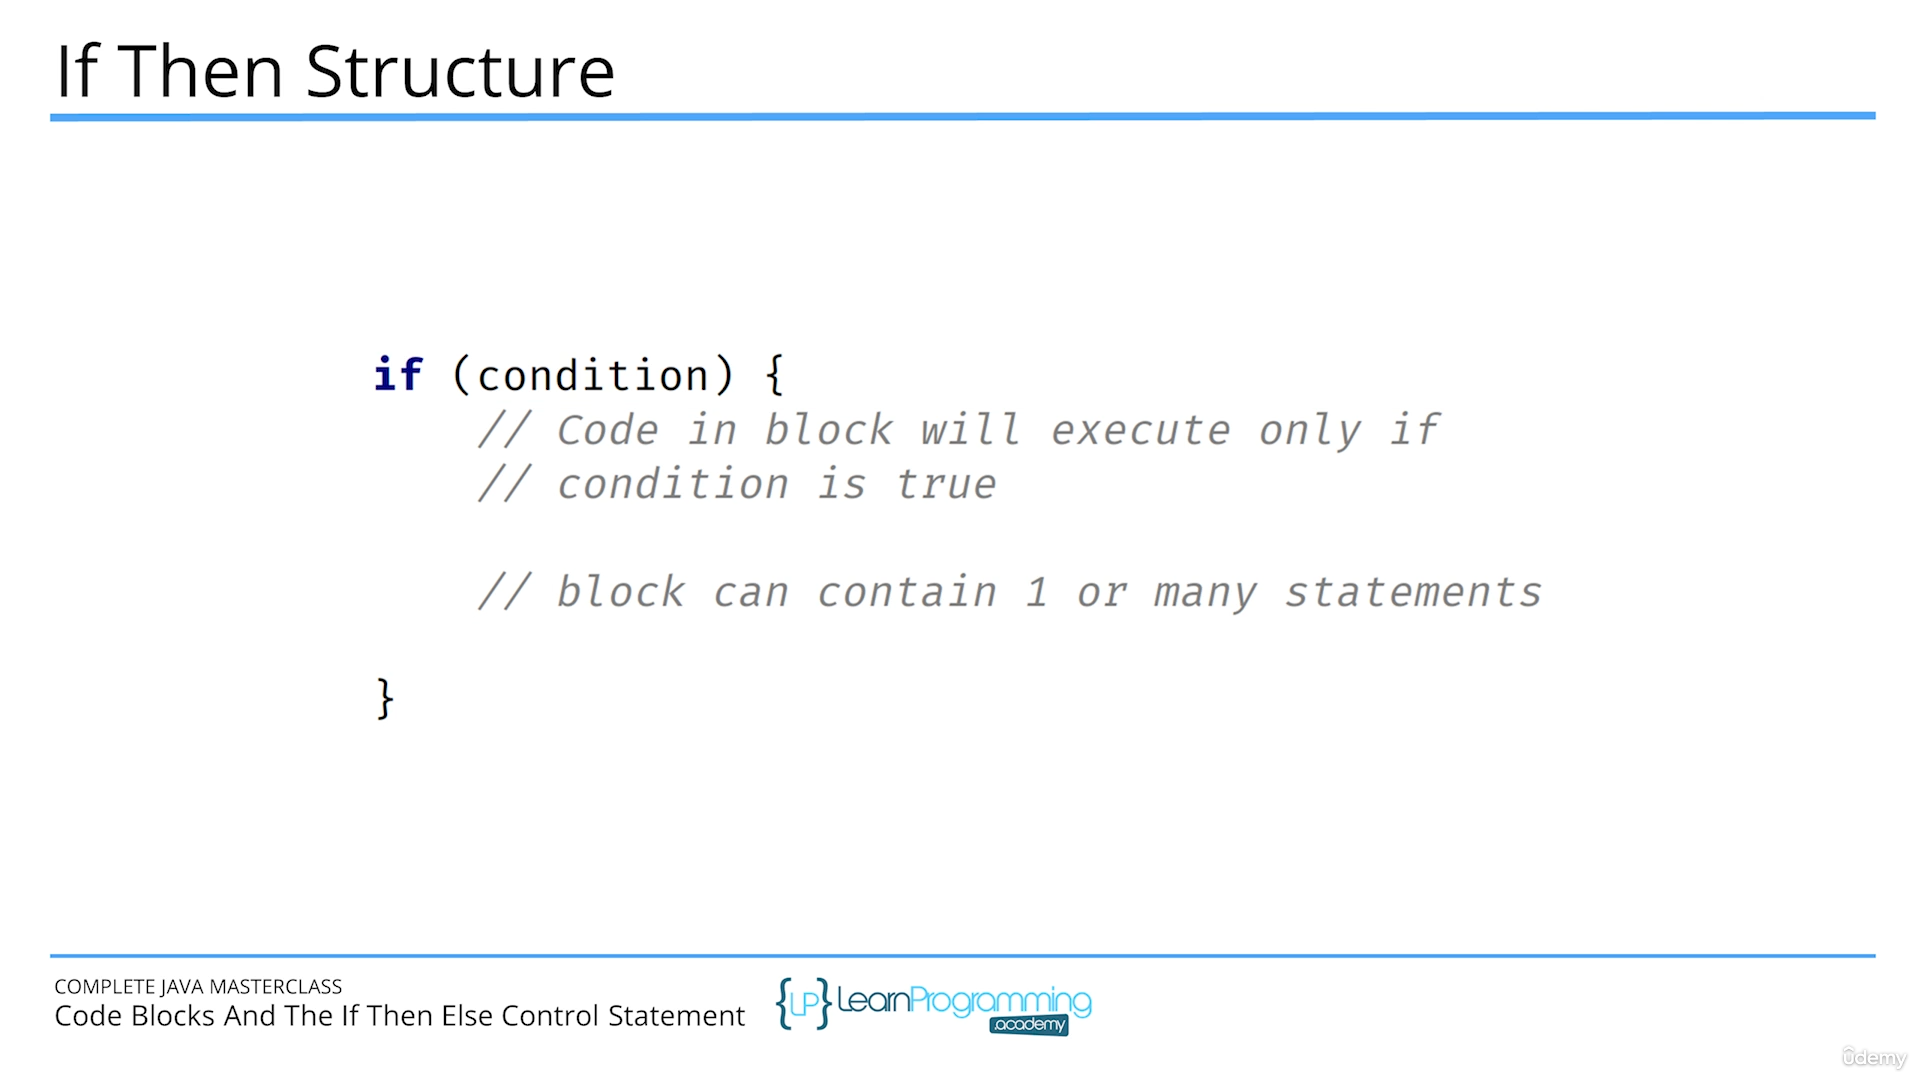 If Then Structure
if (condition) {
// Code in block will execute only if
// condition is true
// block can contain 1 or many statements
}
COMPLETE JAVA MASTERCLASS
Code Blocks And The If Then Else Control Statement
{LP} LearnProgramming
.academy
ûdemy